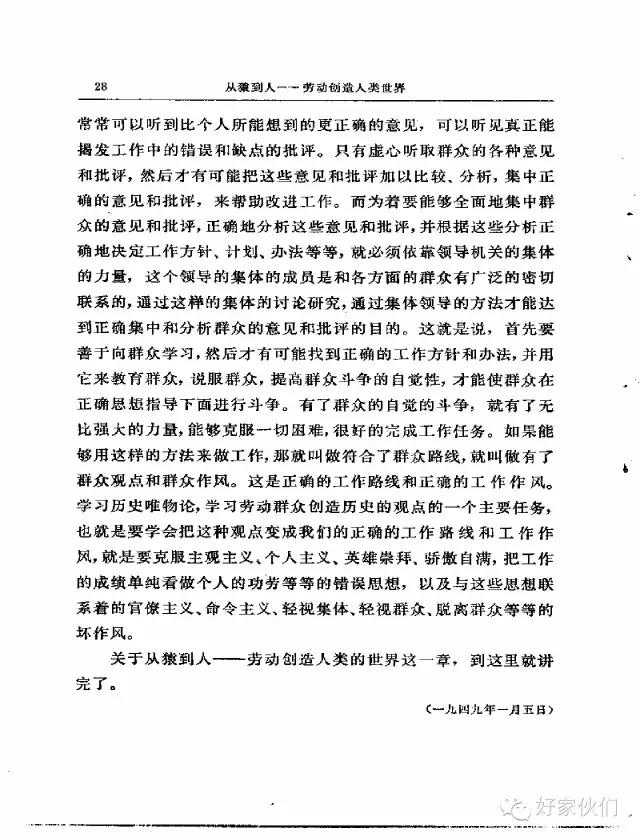 28 从猿到人——劳动创造人类世界
常常可以听到比个人所能想到的更正确的意见，可以听见真正能
揭发工作中的错误和缺点的批评。只有虚心听取群众的各种意见
和批评，然后才有可能把这些意见和批评加以比较、分析，集中正
确的意见和批评，来帮助改进工作。而为着要能够全面地集中群
众的意见和批评，正确地分析这些意见和批评，并根据这些分析正
确地决定工作方针、计划、办法等等，就必须依靠领导机关的集体
的力量，这个领导的集体的成员是和各方面的群众有广泛的密切
联系的，通过这样的集体的讨论研究，通过集体领导的方法才能达
到正确集中和分析群众的意见和批评的目的。这就是说，首先要
善于向群众学习，然后才有可能找到正确的工作方针和办法，并用
它来教育群众，说服群众，提高群众斗争的自觉性，才能使群众在
正确思想指导下面进行斗争。有了群众的自觉的斗争，就有了无
比强大的力量，能够克服一切困难，很好的完成工作任务。如果能
够用这样的方法来做工作，那就叫做符合了群众路线，就叫做有了
群众观点和群众作风。这是正确的工作路线和正确的工作作风。
学习历史唯物论，学习劳动群众创造历史的观点的一个主要任务，
也就是要学会把这种观点变成我们的正确的工作路线和工作作
风，就是要克服主观主义、个人主义、英雄崇拜、骄傲自满，把工作
的成绩单纯看做个人的功劳等等的错误思想，以及与这些思想联
系着的官僚主义、命令主义、轻视集体、轻视群众、脱离群众等等的
坏作风。
关于从猿到人——劳动创造人类的世界这一章，到这里就讲
完了。
（一九四九年一月五日）
好家伙们